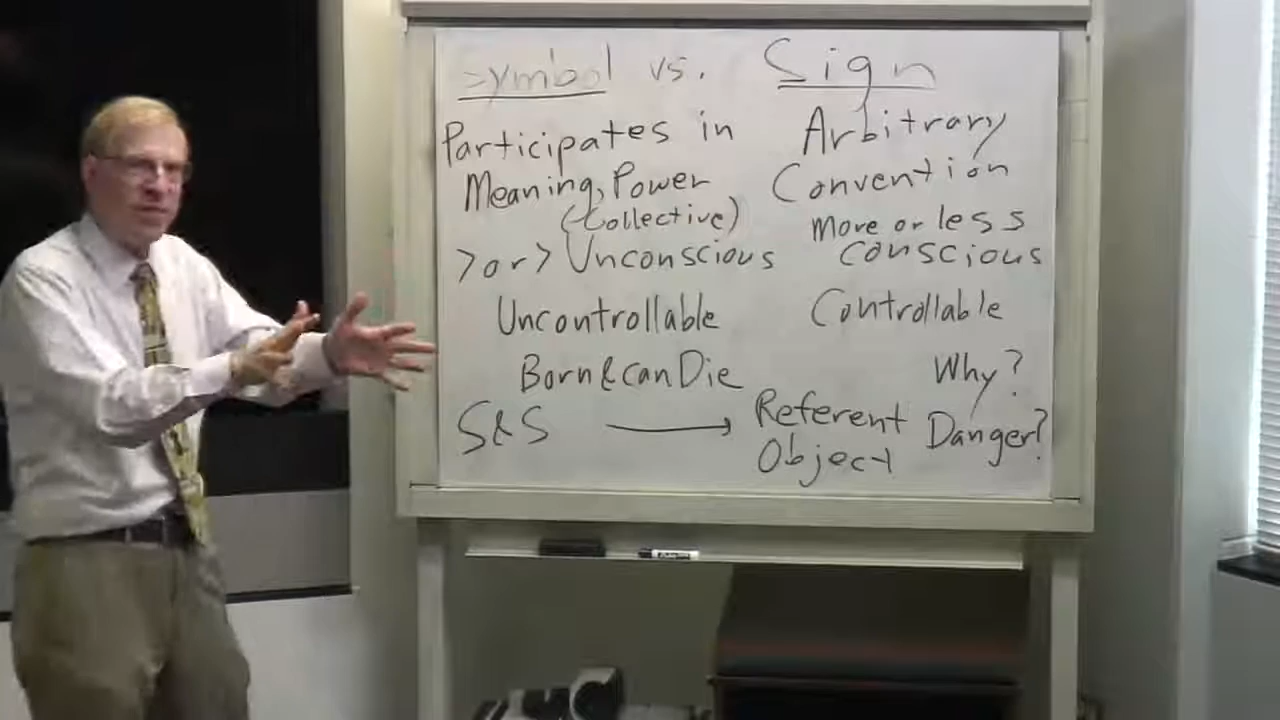 Symbol vs. Sign
Participates in
Meaning, Power
(Collective)
> or > Unconscious
Uncontrollable
Born & can Die
S&S → Referent
Object
Arbitrary
Convention
more or less
conscious
Controllable
Why?
Danger?